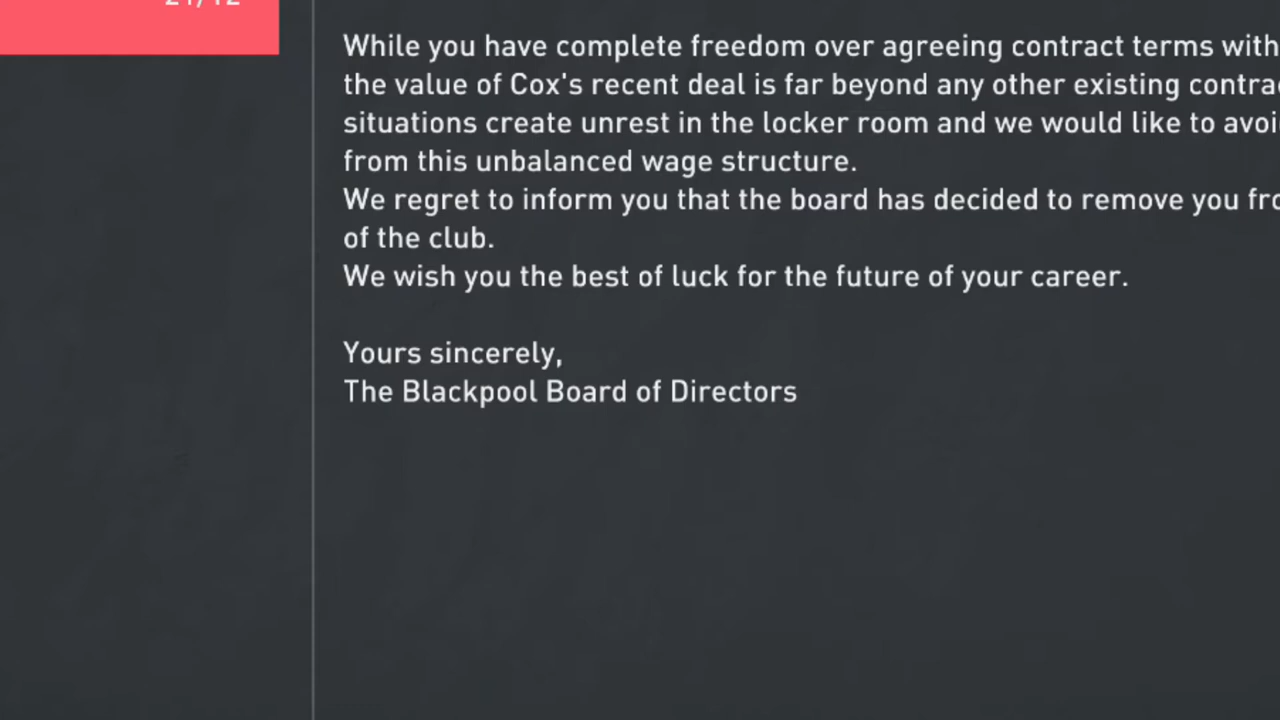 While you have complete freedom over agreeing contract terms with
the value of Cox's recent deal is far beyond any other existing
situations create unrest in the locker room and we would like to
from this unbalanced wage structure.
We regret to inform you that the board has decided to remove you
of the club.
We wish you the best of luck for the future of your career.
Yours sincerely,
The Blackpool Board of Directors